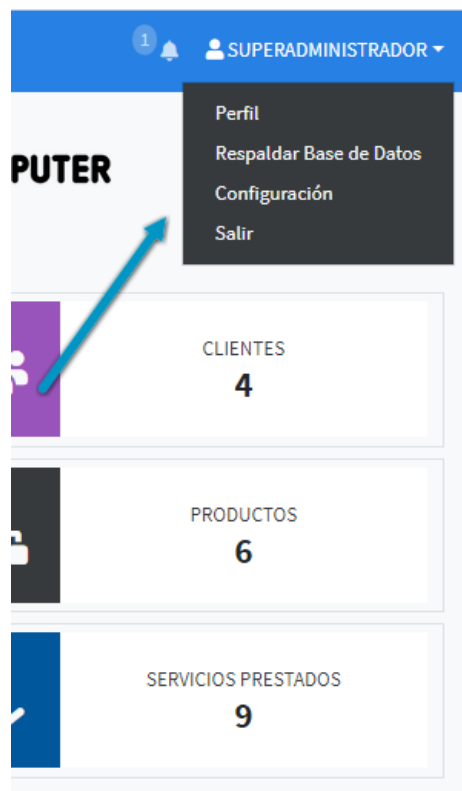 1
SUPERADMINISTRADOR
Perfil
Respaldar Base de Datos
Configuración
Salir
PUTER
CLIENTES
4
PRODUCTOS
6
SERVICIOS PRESTADOS
9